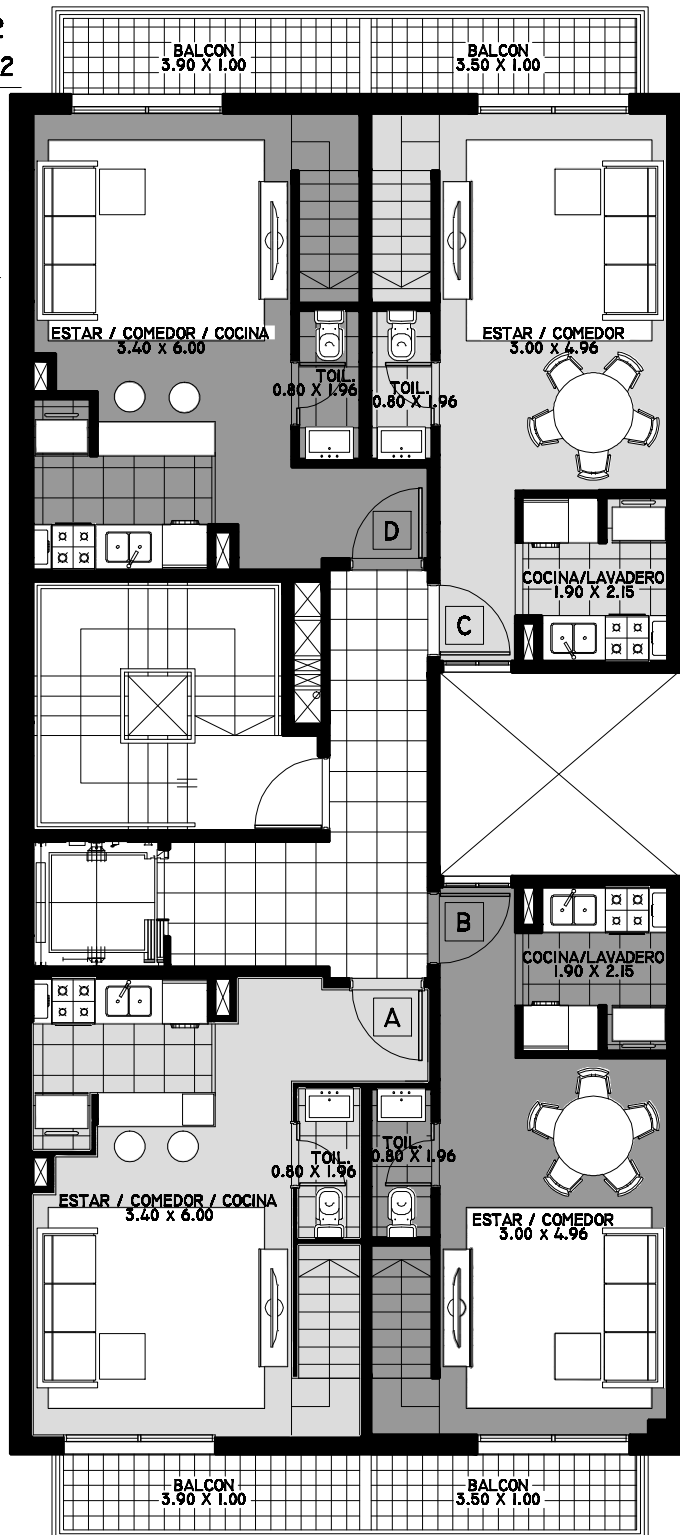 2
BALCON
3.90 X 1.00
BALCON
3.50 X 1.00
ESTAR / COMEDOR / COCINA
3.40 X 6.00
ESTAR / COMEDOR
3.00 X 4.96
TOIL.
0.80 X 1.96
TOIL.
0.80 X 1.96
D
C
COCINA/LAVADERO
1.90 X 2.15
B
COCINA/LAVADERO
1.90 X 2.15
A
TOIL.
0.80 X 1.96
TOIL.
0.80 X 1.96
ESTAR / COMEDOR / COCINA
3.40 X 6.00
ESTAR / COMEDOR
3.00 X 4.96
BALCON
3.90 X 1.00
BALCON
3.50 X 1.00